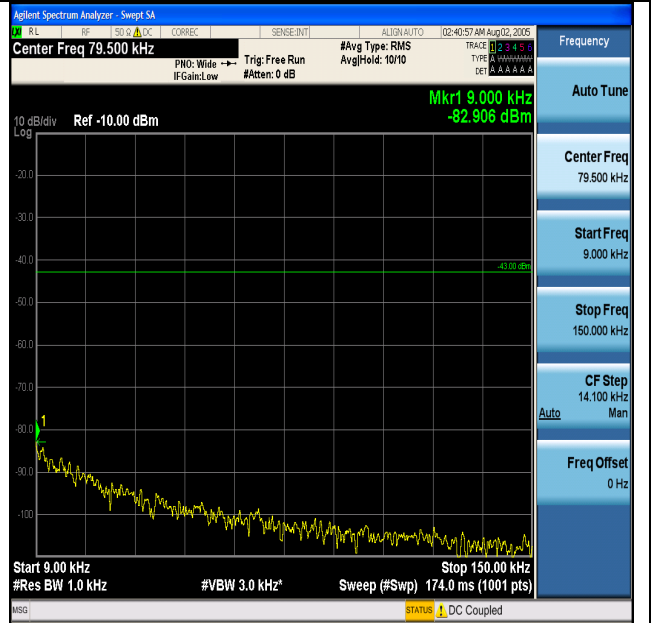 Agilent Spectrum Analyzer - Swept SA
RL RF 50 Ω DC CORREC SENSE:INT ALIGN AUTO 02:40:57 AM Aug 02, 2005
Center Freq 79.500 kHz
PNO: Wide
IFGain:Low
Trig: Free Run
#Atten: 0 dB
#Avg Type: RMS
Avg|Hold: 10/10
TRACE 1 2 3 4 5 6
TYPE A
DET A A A A A A
Mkr1 9.000 kHz
-82.906 dBm
10 dB/div Ref -10.00 dBm
Log
-20.0
-30.0
-40.0
-43.00 dBm
-50.0
-60.0
-70.0
-80.0
1
-90.0
-100
Start 9.00 kHz Stop 150.00 kHz
#Res BW 1.0 kHz #VBW 3.0 kHz* Sweep (#Swp) 174.0 ms (1001 pts)
MSG STATUS DC Coupled
Frequency
Auto Tune
Center Freq
79.500 kHz
Start Freq
9.000 kHz
Stop Freq
150.000 kHz
CF Step
14.100 kHz
Auto Man
Freq Offset
0 Hz